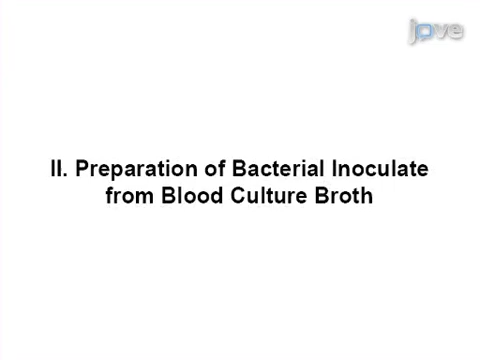 jove
II. Preparation of Bacterial Inoculate
from Blood Culture Broth